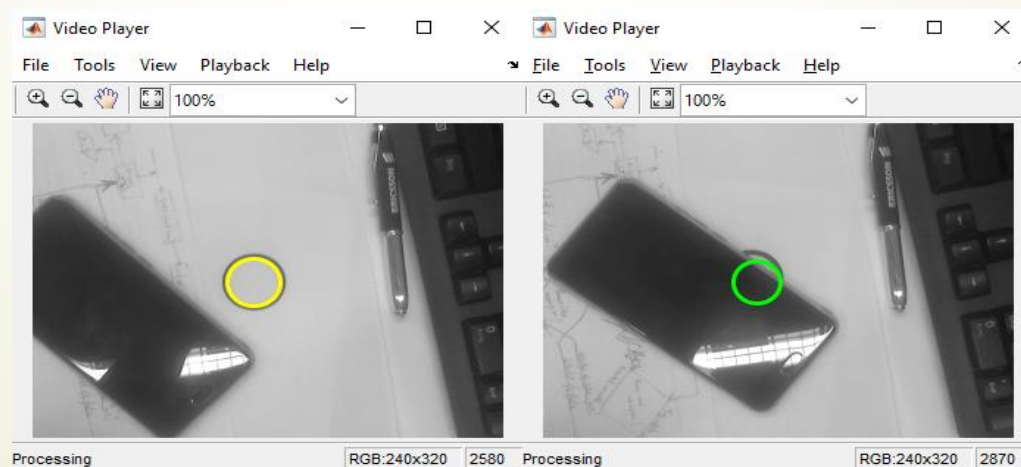 Video Player
File Tools View Playback Help
100%
ERICSSON
Processing RGB:240x320 2580
Video Player
File Tools View Playback Help
100%
ERICSSON
Processing RGB:240x320 2870